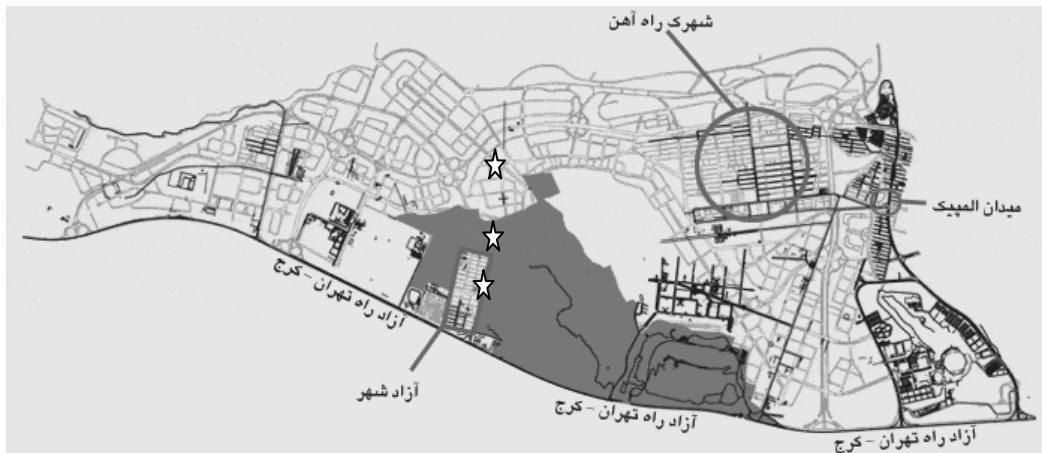 شهرک راه آهن
میدان المپیک
آزاد راه تهران - کرج
آزاد شهر
آزاد راه تهران - کرج
آزاد راه تهران - کرج